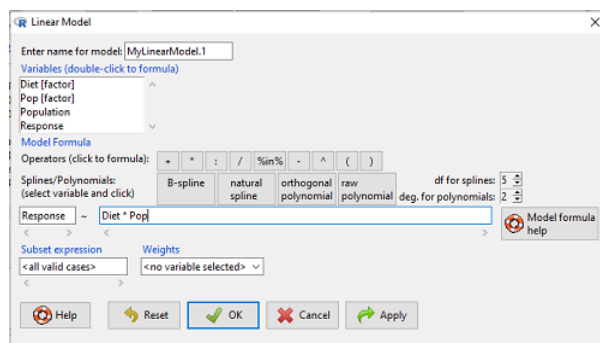 Linear Model
Enter name for model: MyLinearModel.1
Variables (double-click to formula)
Diet [factor]
Pop [factor]
Population
Response
Model Formula
Operators (click to formula): + * : / %in% - ^ ( )
Splines/Polynomials:
(select variable and click)
B-spline
natural
spline
orthogonal
polynomial
raw
polynomial
df for splines: 5
deg. for polynomials: 2
Response ~ Diet * Pop
Model formula
help
Subset expression Weights
<all valid cases> <no variable selected>
Help Reset OK Cancel Apply